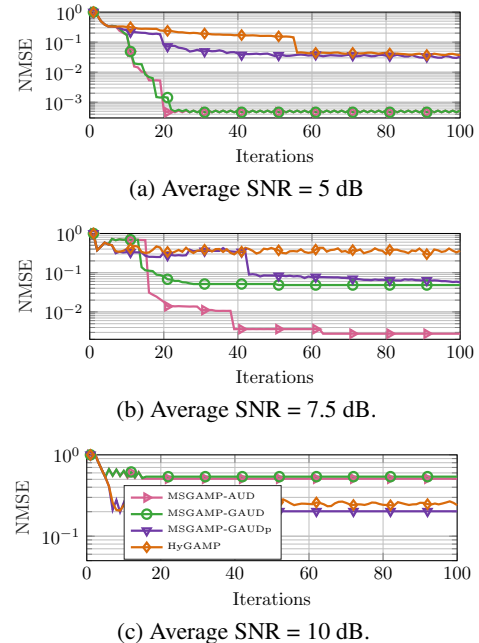 10^0
10^{-1}
10^{-2}
10^{-3}
NMSE
0 20 40 60 80 100
Iterations
(a) Average SNR = 5 dB
10^0
10^{-1}
10^{-2}
NMSE
0 20 40 60 80 100
Iterations
(b) Average SNR = 7.5 dB.
10^0
10^{-1}
NMSE
MSGAMP-AUD
MSGAMP-GAUD
MSGAMP-GAUDp
HyGAMP
0 20 40 60 80 100
Iterations
(c) Average SNR = 10 dB.